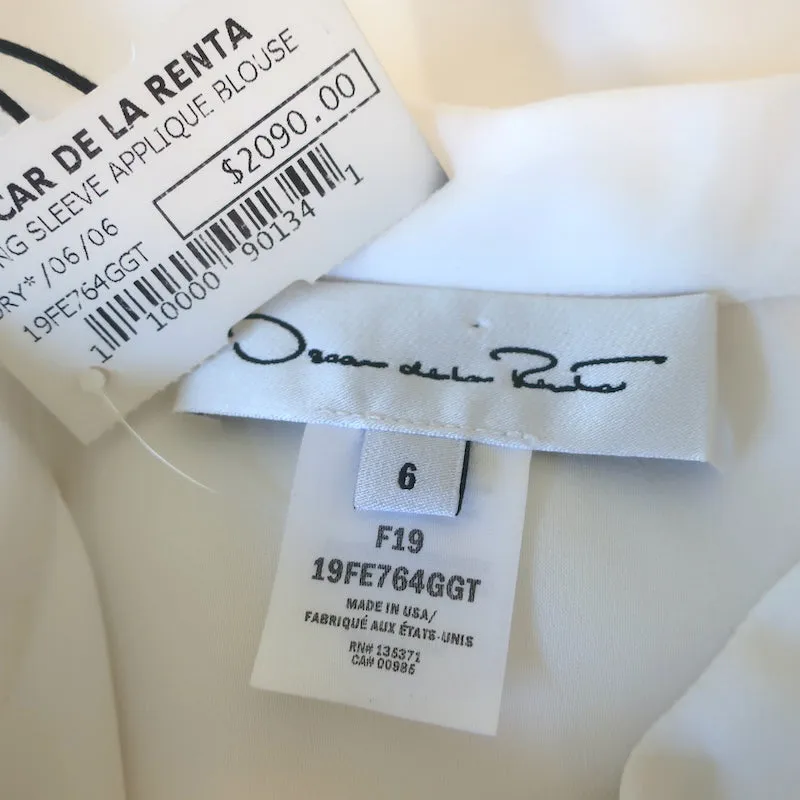 CAR DE LA RENTA
NG SLEEVE APPLIQUE BLOUSE
$2090.00
ORY*/06/06
19FE764GGT
1 10000 90134 1
Oscar de la Renta
6
F19
19FE764GGT
MADE IN USA/
FABRIQUÉ AUX ÉTATS-UNIS
RN# 135371
CA# 00985